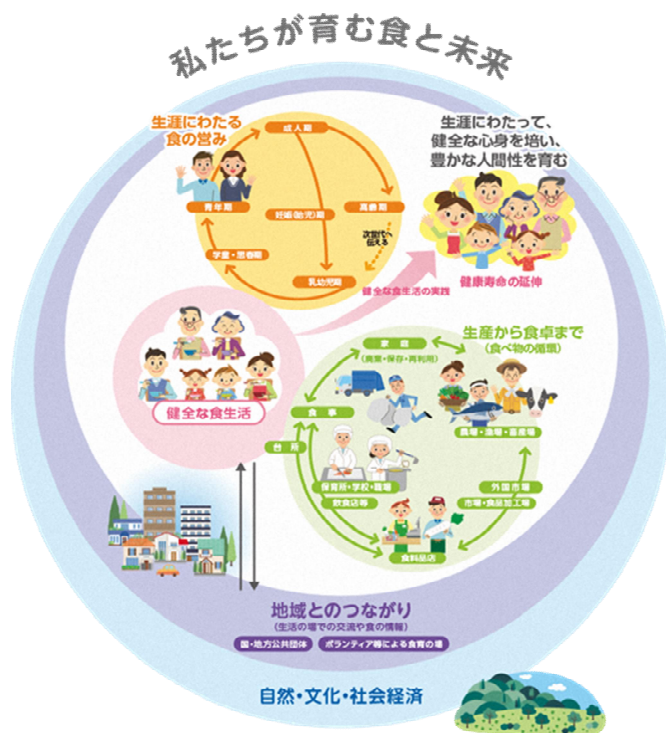 私たちが育む食と未来
生涯にわたる
食の営み
成人期
青年期
妊娠(胎児)期
高齢期
次世代へ
伝える
学童・思春期
乳幼児期
生涯にわたって、
健全な心身を培い、
豊かな人間性を育む
健康寿命の延伸
健全な食生活の実践
健全な食生活
生産から食卓まで
(食べ物の循環)
家庭
(廃棄・保存・再利用)
食事
台所
農場・漁場・畜産場
保育所・学校・職場
飲食店等
外国市場
市場・食品加工場
食料品店
地域とのつながり
(生活の場での交流や食の情報)
国・地方公共団体
ボランティア等による食育の場
自然・文化・社会経済